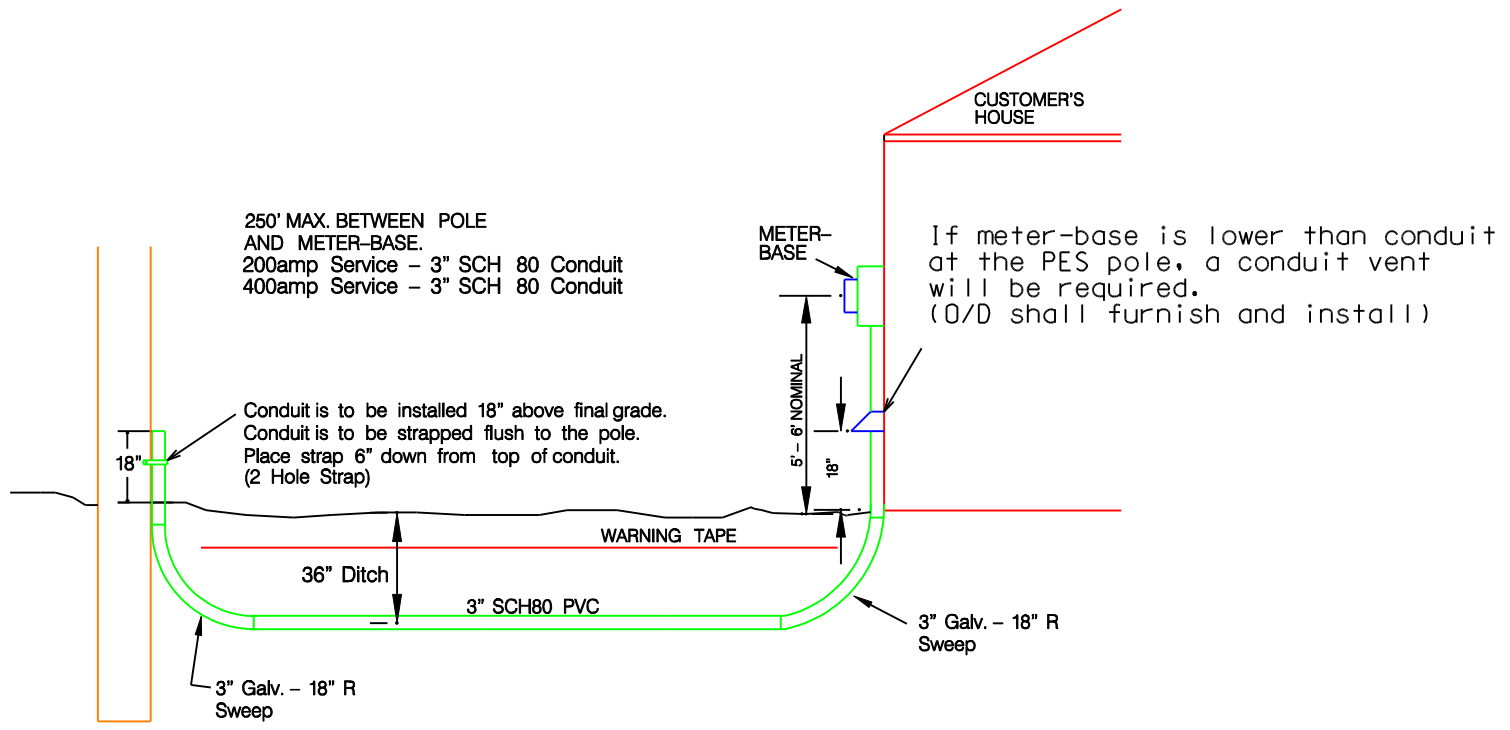 CUSTOMER'S
HOUSE
250' MAX. BETWEEN POLE
AND METER-BASE.
200amp Service – 3" SCH 80 Conduit
400amp Service – 3" SCH 80 Conduit
METER–
BASE
If meter-base is lower than conduit
at the PES pole, a conduit vent
will be required.
(O/D shall furnish and install)
5' – 6' NOMINAL
Conduit is to be installed 18" above final grade.
Conduit is to be strapped flush to the pole.
Place strap 6" down from top of conduit.
(2 Hole Strap)
18"
18"
WARNING TAPE
36" Ditch
3" SCH80 PVC
3" Galv. – 18" R
Sweep
3" Galv. – 18" R
Sweep